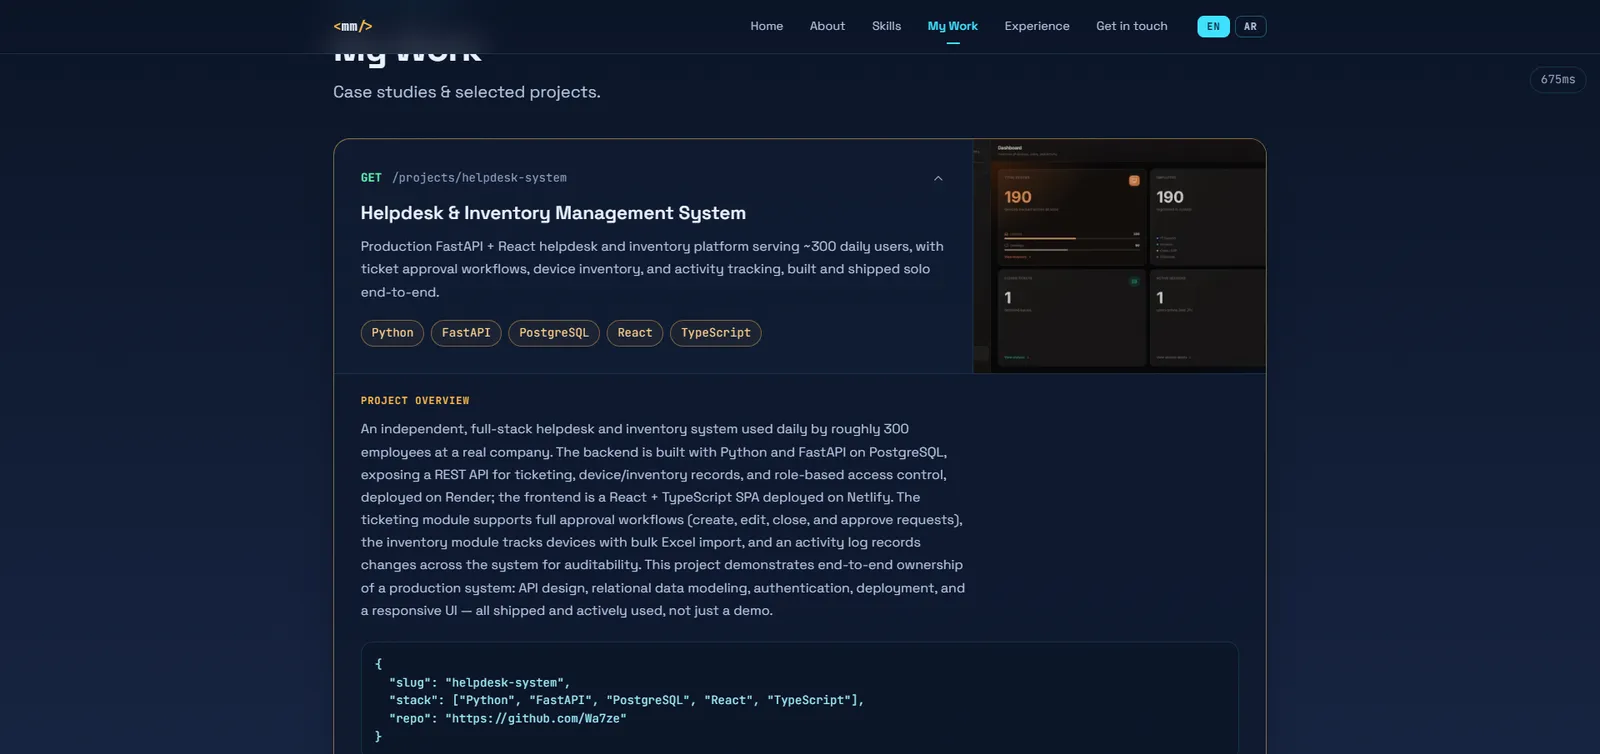 <mm/>
Home
About
Skills
My Work
Experience
Get in touch
EN
AR
My Work
675ms
Case studies & selected projects.
GET /projects/helpdesk-system
Helpdesk & Inventory Management System
Production FastAPI + React helpdesk and inventory platform serving ~300 daily users, with
ticket approval workflows, device inventory, and activity tracking, built and shipped solo
end-to-end.
Python
FastAPI
PostgreSQL
React
TypeScript
Dashboard
190
190
1
1
PROJECT OVERVIEW
An independent, full-stack helpdesk and inventory system used daily by roughly 300
employees at a real company. The backend is built with Python and FastAPI on PostgreSQL,
exposing a REST API for ticketing, device/inventory records, and role-based access control,
deployed on Render; the frontend is a React + TypeScript SPA deployed on Netlify. The
ticketing module supports full approval workflows (create, edit, close, and approve requests),
the inventory module tracks devices with bulk Excel import, and an activity log records
changes across the system for auditability. This project demonstrates end-to-end ownership
of a production system: API design, relational data modeling, authentication, deployment, and
a responsive UI — all shipped and actively used, not just a demo.
{
"slug": "helpdesk-system",
"stack": ["Python", "FastAPI", "PostgreSQL", "React", "TypeScript"],
"repo": "https://github.com/Wa7ze"
}